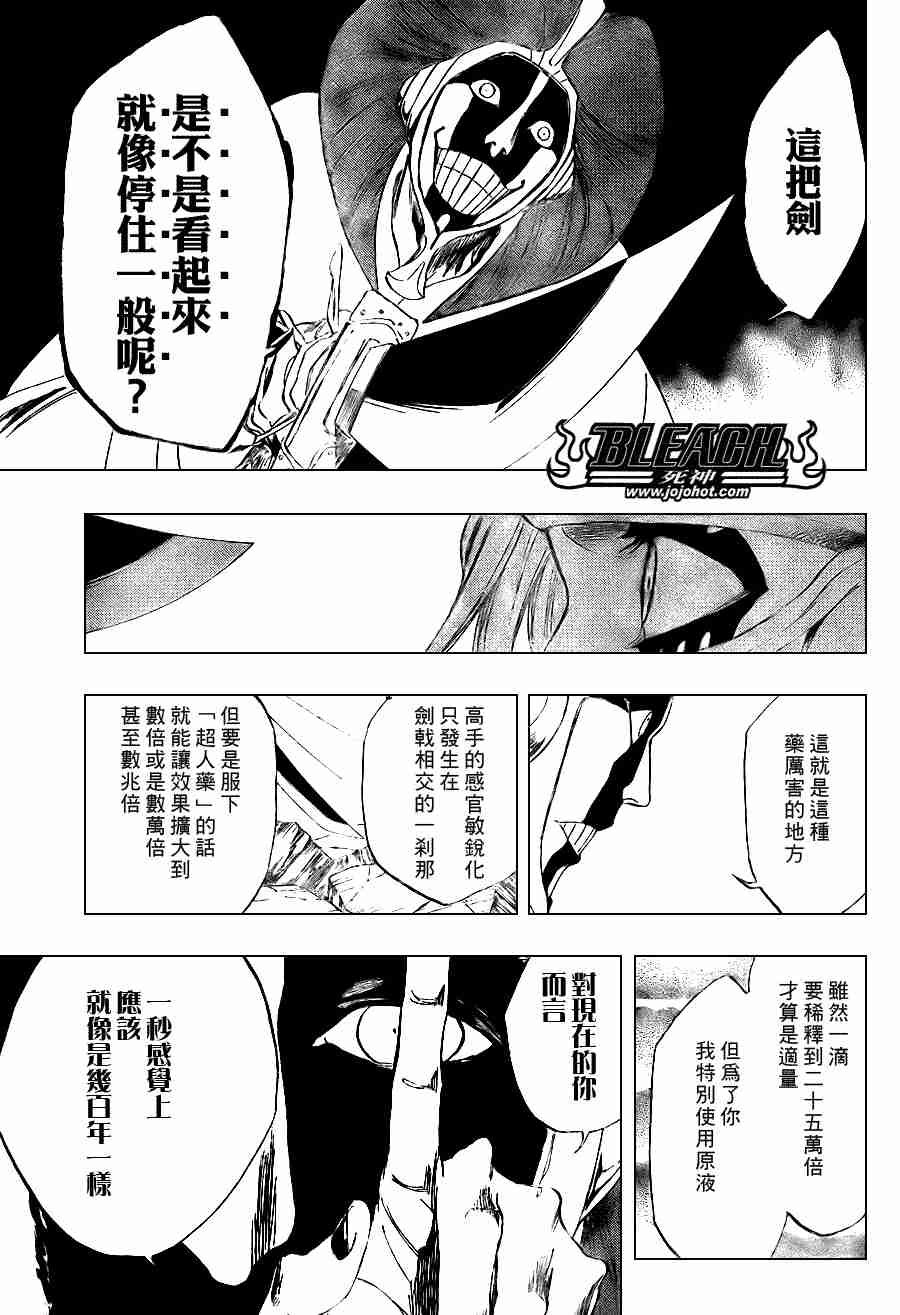 這把劍
是不是看起來
就像停住一般呢？
BLEACH
死神
www.jojohot.com
這就是這種
藥厲害的地方
高手的感官敏銳化
只發生在
劍戟相交的一剎那
但要是服下
「超人藥」的話
就能讓效果擴大到
數倍或是數萬倍
甚至數兆倍
雖然一滴
要稀釋到二十五萬倍
才算是適量
但爲了你
我特別使用原液
對現在的你
而言
一秒感覺上
應該
就像是幾百年一樣